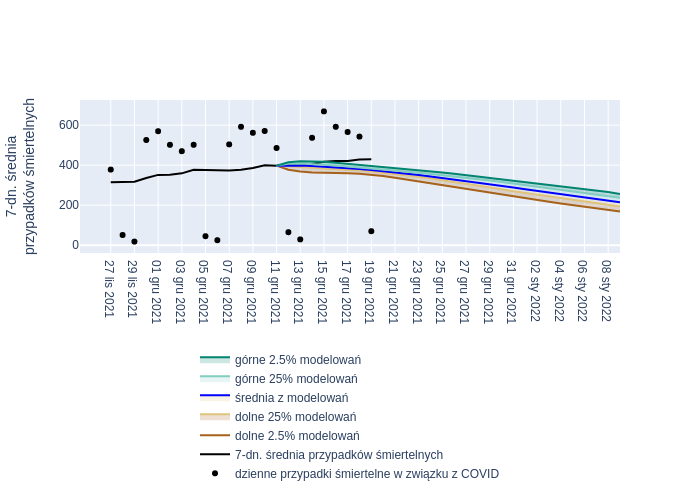 7-dn. średnia
przypadków śmiertelnych
600
400
200
0
27 lis 2021
29 lis 2021
01 gru 2021
03 gru 2021
05 gru 2021
07 gru 2021
09 gru 2021
11 gru 2021
13 gru 2021
15 gru 2021
17 gru 2021
19 gru 2021
21 gru 2021
23 gru 2021
25 gru 2021
27 gru 2021
29 gru 2021
31 gru 2021
02 sty 2022
04 sty 2022
06 sty 2022
08 sty 2022
górne 2.5% modelowań
górne 25% modelowań
średnia z modelowań
dolne 25% modelowań
dolne 2.5% modelowań
7-dn. średnia przypadków śmiertelnych
dzienne przypadki śmiertelne w związku z COVID